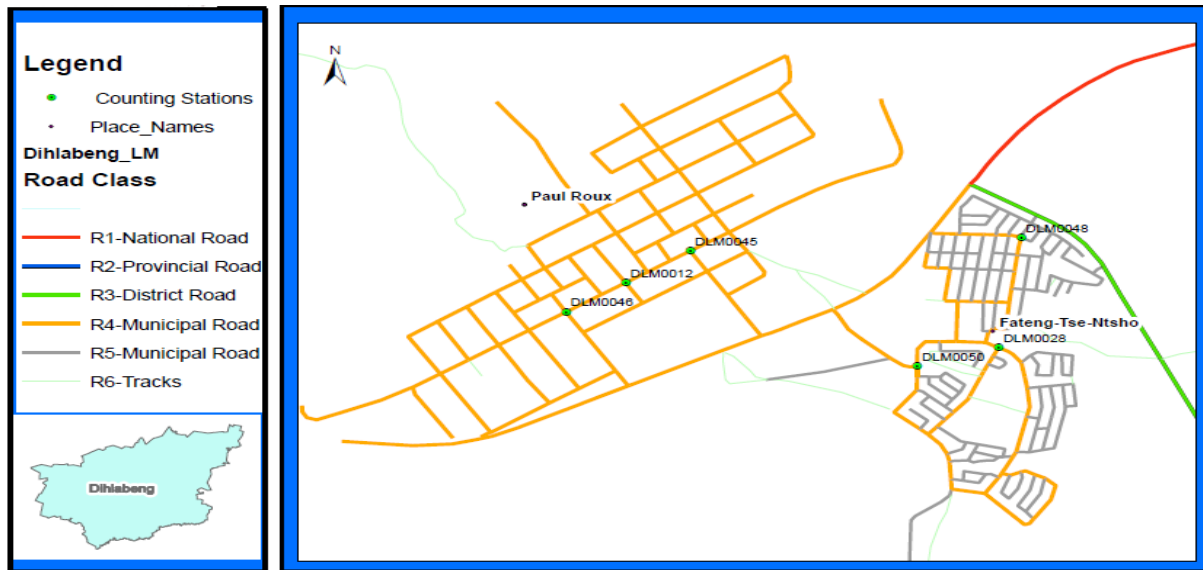 Legend
Counting Stations
Place_Names
Dihlabeng_LM
Road Class
R1-National Road
R2-Provincial Road
R3-District Road
R4-Municipal Road
R5-Municipal Road
R6-Tracks
Dihlabeng
N
Paul Roux
DLM0045
DLM0048
DLM0012
DLM0046
Fateng-Tse-Ntsho
DLM0028
DLM0050